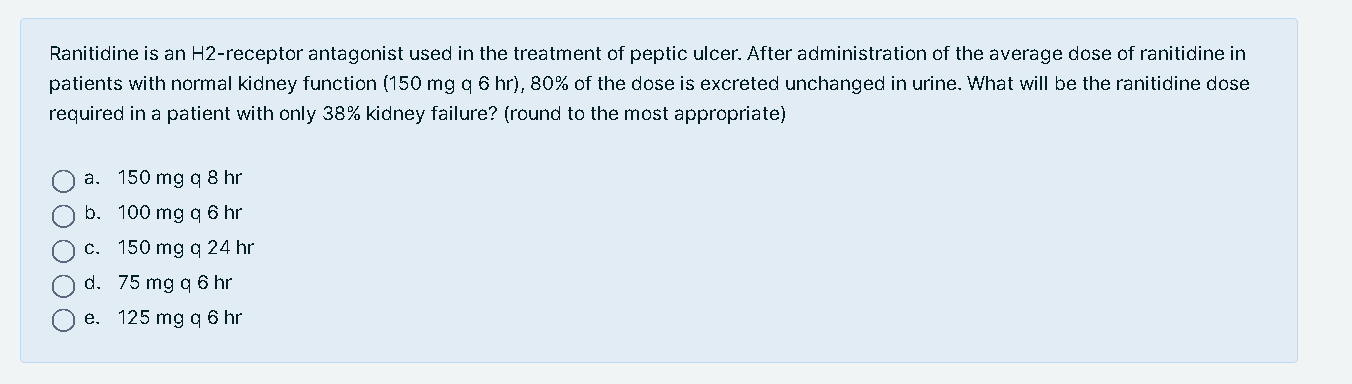 Ranitidine is an H2-receptor antagonist used in the treatment of peptic ulcer. After administration of the average dose of ranitidine in
patients with normal kidney function (150 mg q 6 hr), 80% of the dose is excreted unchanged in urine. What will be the ranitidine dose
required in a patient with only 38% kidney failure? (round to the most appropriate)
a. 150 mg q 8 hr
b. 100 mg q 6 hr
c. 150 mg q 24 hr
d. 75 mg q 6 hr
e. 125 mg q 6 hr